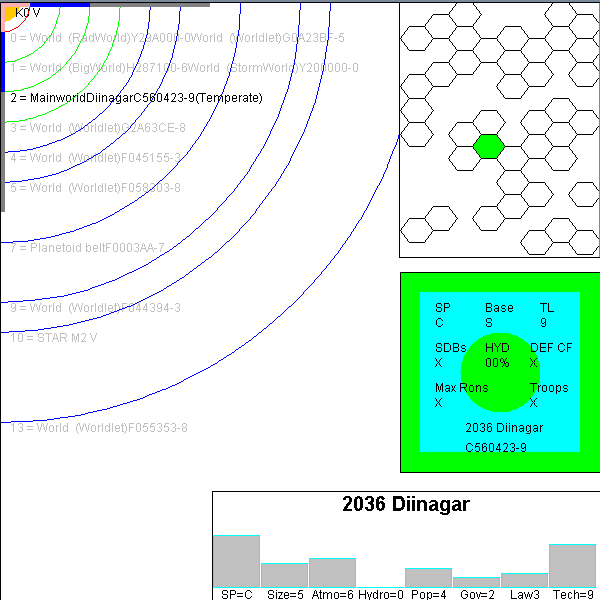 K0 V
0 = World (RadWorld)Y23A000-0World (Worldlet)G0A23BF-5
1 = World (BigWorld)H287100-6World (StormWorld)Y200000-0
2 = MainworldDiinagarC560423-9(Temperate)
3 = World (Worldlet)G2A63CE-8
4 = World (Worldlet)F045155-3
5 = World (Worldlet)F058303-8
7 = Planetoid beltF0003AA-7
9 = World (Worldlet)F044394-3
10 = STAR M2 V
13 = World (Worldlet)F055353-8
SP Base TL
C S 9
SDBs HYD DEF CF
X 00% X
Max Rons Troops
X X
2036 Diinagar
C560423-9
2036 Diinagar
SP=C Size=5 Atmo=6 Hydro=0 Pop=4 Gov=2 Law3 Tech=9